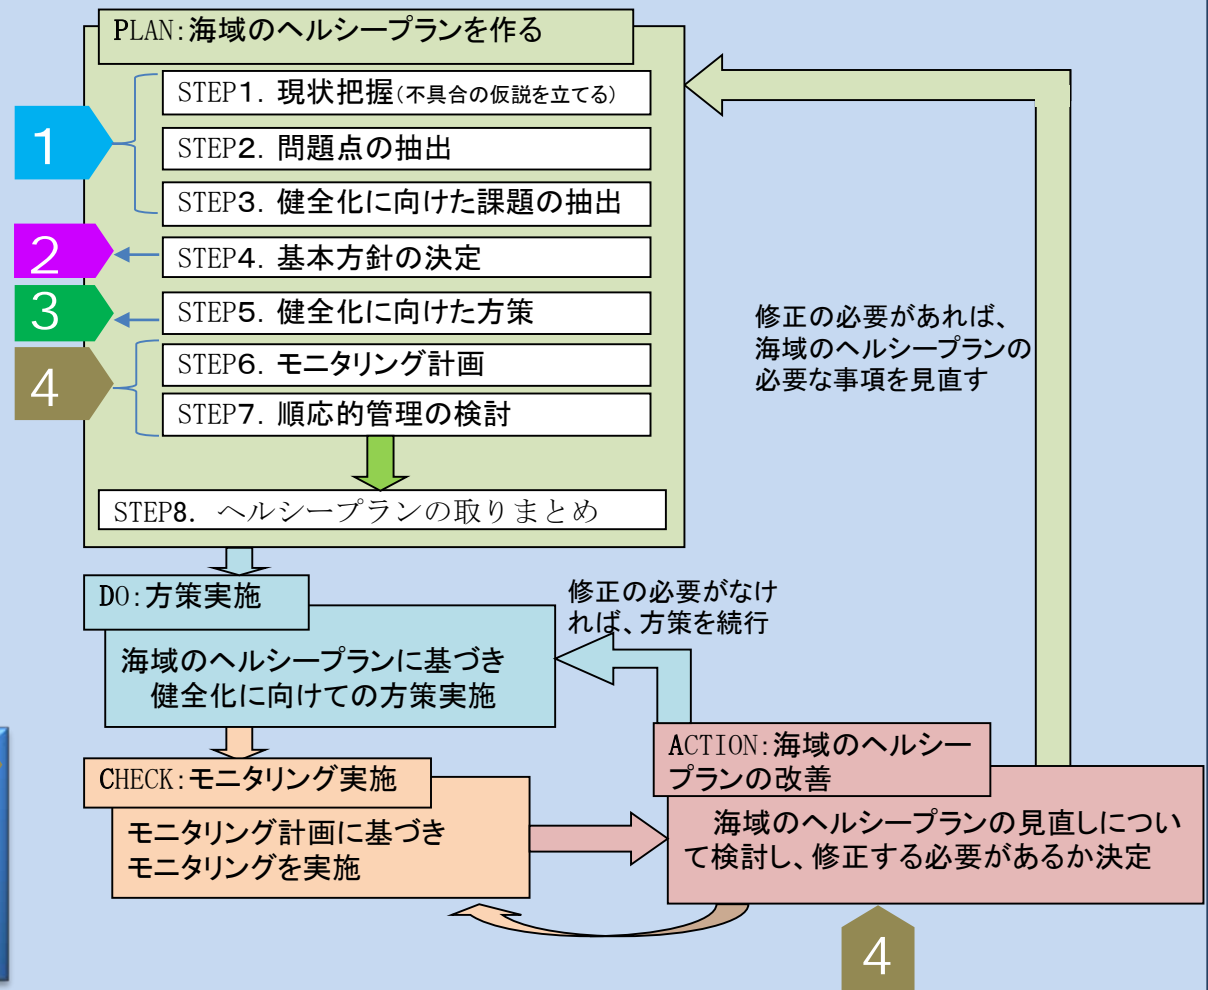 PLAN:海域のヘルシープランを作る
STEP1. 現状把握(不具合の仮説を立てる)
1
STEP2. 問題点の抽出
STEP3. 健全化に向けた課題の抽出
2
STEP4. 基本方針の決定
3
STEP5. 健全化に向けた方策
4
STEP6. モニタリング計画
STEP7. 順応的管理の検討
STEP8. ヘルシープランの取りまとめ
修正の必要があれば、
海域のヘルシープランの
必要な事項を見直す
DO:方策実施
海域のヘルシープランに基づき
健全化に向けての方策実施
修正の必要がなけ
れば、方策を続行
CHECK:モニタリング実施
モニタリング計画に基づき
モニタリングを実施
ACTION:海域のヘルシー
プランの改善
海域のヘルシープランの見直しについ
て検討し、修正する必要があるか決定
4